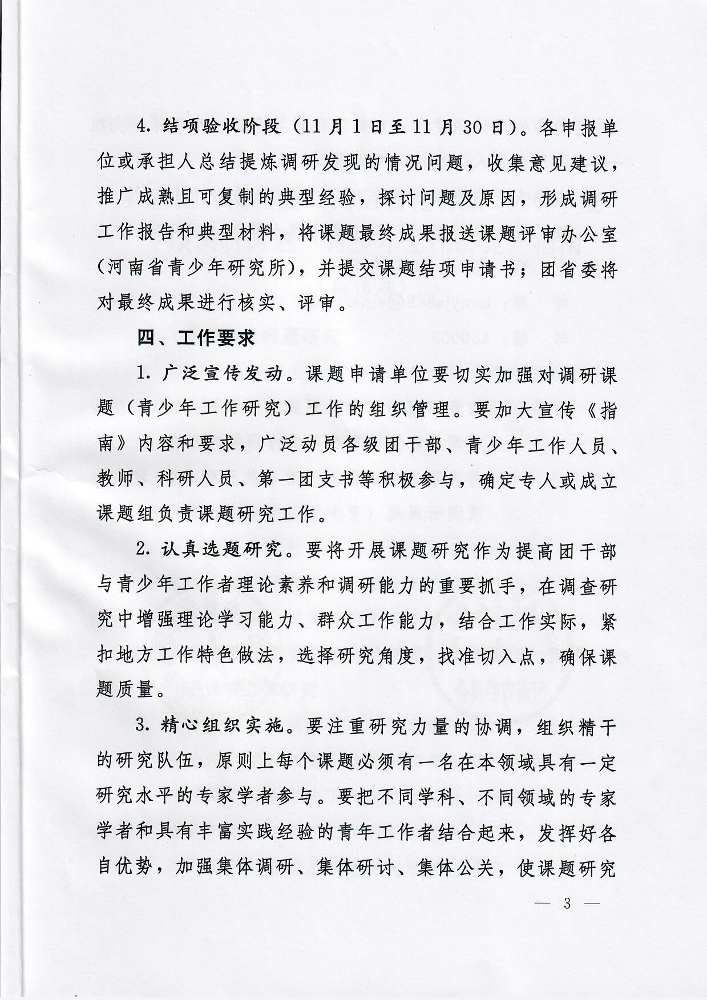 4. 结项验收阶段（11月1日至11月30日）。各申报单
位或承担人总结提炼调研发现的情况问题，收集意见建议，
推广成熟且可复制的典型经验，探讨问题及原因，形成调研
工作报告和典型材料，将课题最终成果报送课题评审办公室
（河南省青少年研究所），并提交课题结项申请书；团省委将
对最终成果进行核实、评审。
四、工作要求
1. 广泛宣传发动。课题申请单位要切实加强对调研课
题（青少年工作研究）工作的组织管理。要加大宣传《指
南》内容和要求，广泛动员各级团干部、青少年工作人员、
教师、科研人员、第一团支书等积极参与，确定专人或成立
课题组负责课题研究工作。
2. 认真选题研究。要将开展课题研究作为提高团干部
与青少年工作者理论素养和调研能力的重要抓手，在调查研
究中增强理论学习能力、群众工作能力，结合工作实际，紧
扣地方工作特色做法，选择研究角度，找准切入点，确保课
题质量。
3. 精心组织实施。要注重研究力量的协调，组织精干
的研究队伍，原则上每个课题必须有一名在本领域具有一定
研究水平的专家学者参与。要把不同学科、不同领域的专家
学者和具有丰富实践经验的青年工作者结合起来，发挥好各
自优势，加强集体调研、集体研讨、集体公关，使课题研究
— 3 —